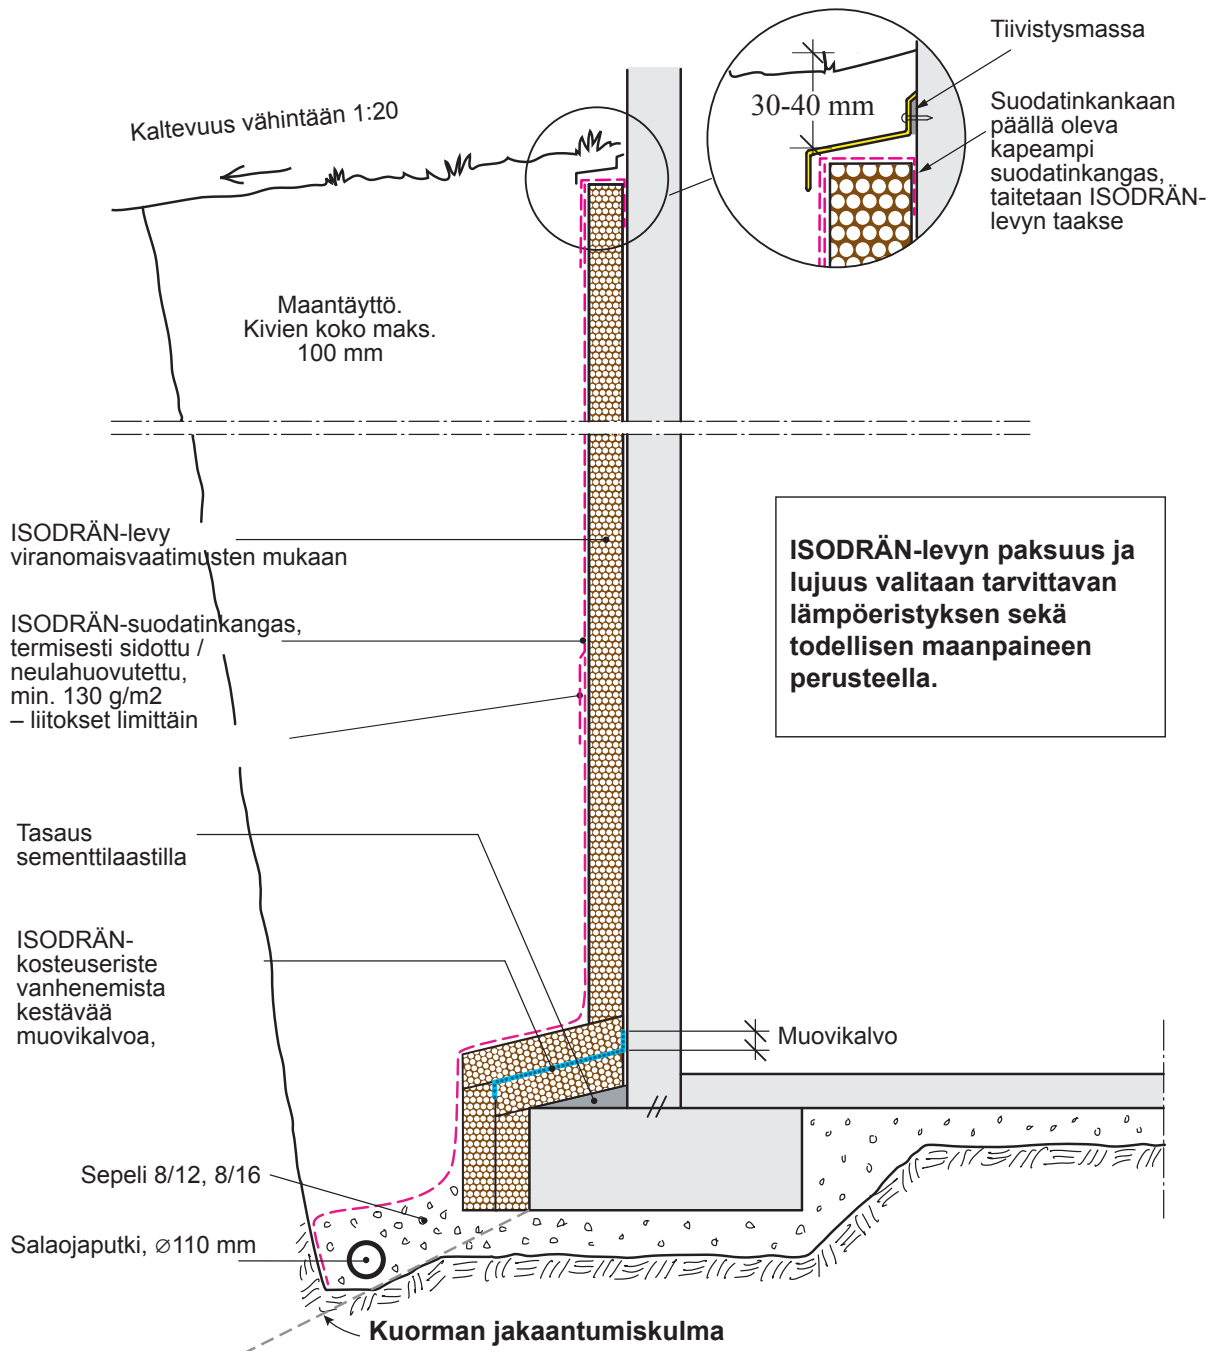 Tiivistysmassa
30-40 mm
Suodatinkankaan
päällä oleva
kapeampi
suodatinkangas,
taitetaan ISODRÄN-
levyn taakse
Kaltevuus vähintään 1:20
Maantäyttö.
Kivien koko maks.
100 mm
ISODRÄN-levy
viranomaisvaatimusten mukaan
ISODRÄN-levyn paksuus ja
lujuus valitaan tarvittavan
lämpöeristyksen sekä
todellisen maanpaineen
perusteella.
ISODRÄN-suodatinkangas,
termisesti sidottu /
neulahuovutettu,
min. 130 g/m2
– liitokset limittäin
Tasaus
sementtilaastilla
ISODRÄN-
kosteuseriste
vanhenemista
kestävää
muovikalvoa,
Muovikalvo
Sepeli 8/12, 8/16
Salaojaputki, ∅110 mm
Kuorman jakaantumiskulma